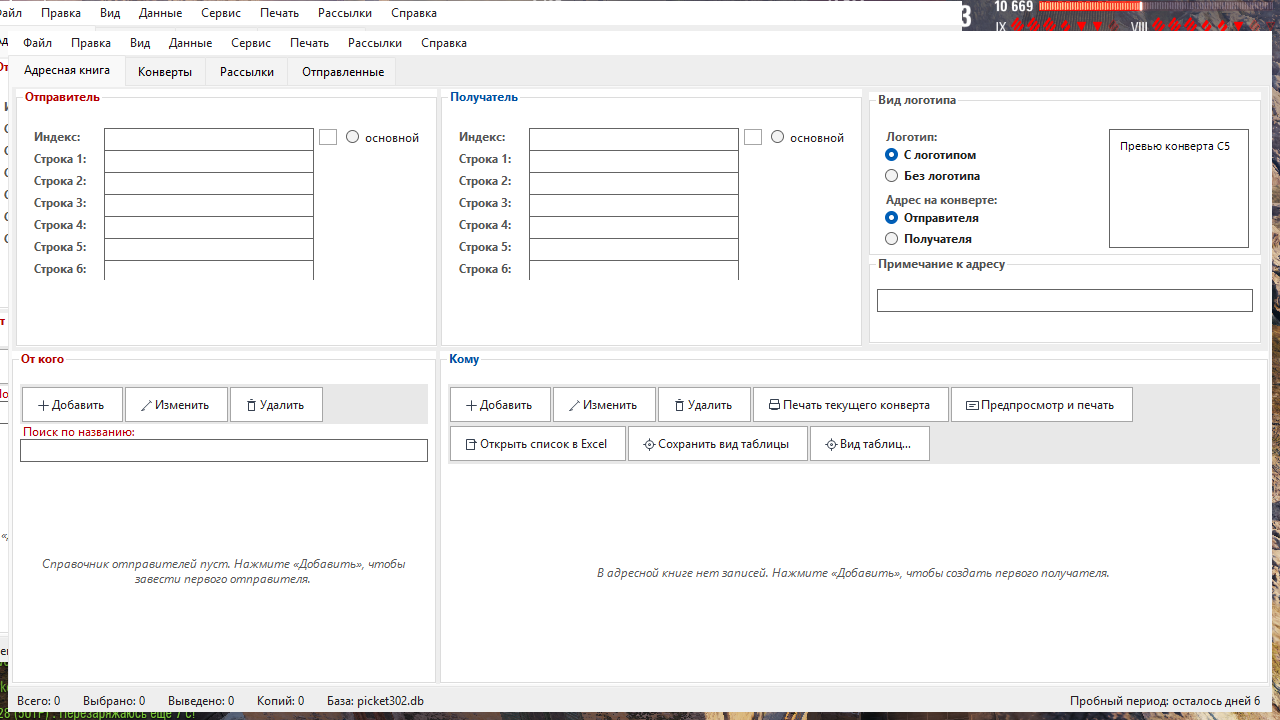 айл Правка Вид Данные Сервис Печать Рассылки Справка
10 669
IX VIII
Файл Правка Вид Данные Сервис Печать Рассылки Справка
Адресная книга Конверты Рассылки Отправленные
Отправитель
Индекс: основной
Строка 1:
Строка 2:
Строка 3:
Строка 4:
Строка 5:
Строка 6:
Получатель
Индекс: основной
Строка 1:
Строка 2:
Строка 3:
Строка 4:
Строка 5:
Строка 6:
Вид логотипа
Логотип:
С логотипом
Без логотипа
Адрес на конверте:
Отправителя
Получателя
Превью конверта C5
Примечание к адресу
От кого
Добавить Изменить Удалить
Поиск по названию:
Справочник отправителей пуст. Нажмите «Добавить», чтобы
завести первого отправителя.
Кому
Добавить Изменить Удалить Печать текущего конверта Предпросмотр и печать
Открыть список в Excel Сохранить вид таблицы Вид таблиц...
В адресной книге нет записей. Нажмите «Добавить», чтобы создать первого получателя.
Всего: 0 Выбрано: 0 Выведено: 0 Копий: 0 База: picket302.db Пробный период: осталось дней 6